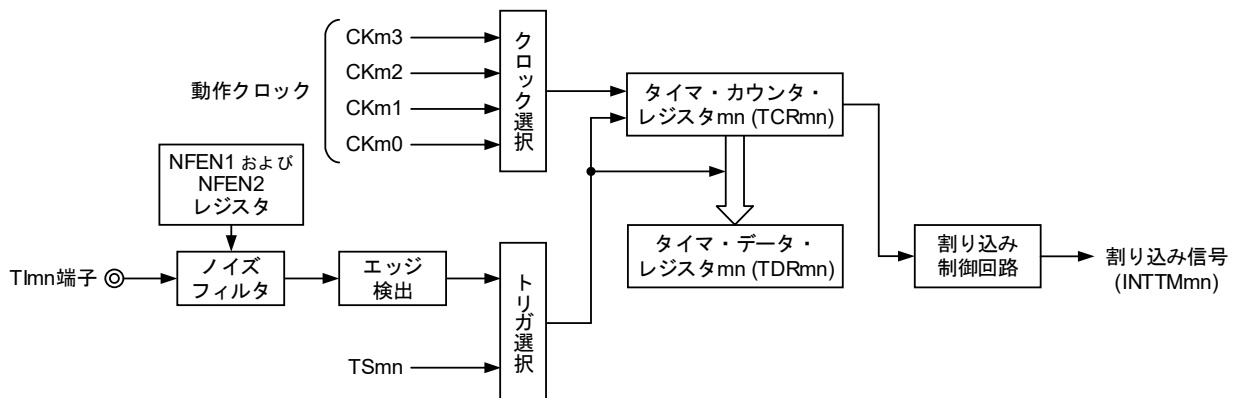 動作クロック
CKm3
CKm2
CKm1
CKm0
クロック選択
タイマ・カウンタ・
レジスタmn (TCRmn)
NFEN1 および
NFEN2
レジスタ
TImn端子
ノイズ
フィルタ
エッジ
検出
TSmn
トリガ選択
タイマ・データ・
レジスタmn (TDRmn)
割り込み
制御回路
割り込み信号
(INTTMmn)